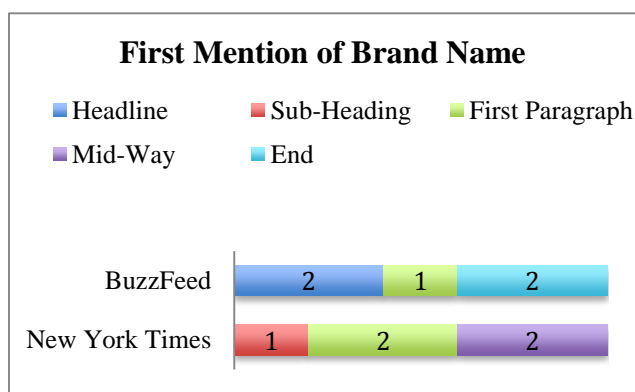 First Mention of Brand Name
Headline Sub-Heading First Paragraph
Mid-Way End
BuzzFeed 2 1 2
New York Times 1 2 2